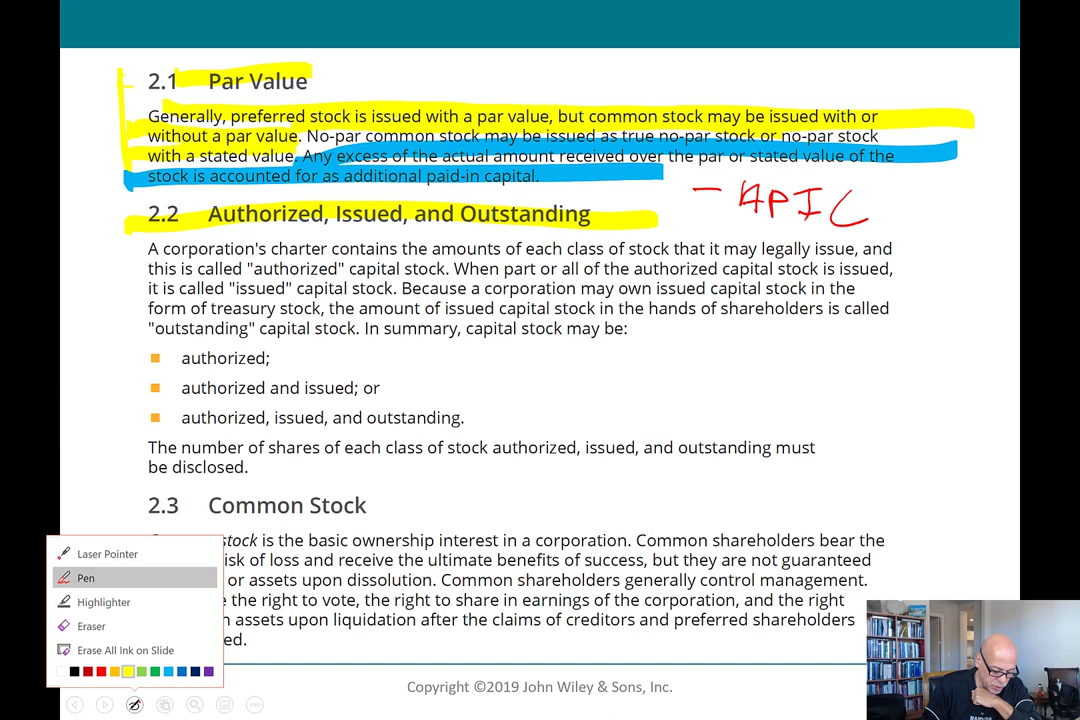 2.1 Par Value
Generally, preferred stock is issued with a par value, but common stock may be issued with or
without a par value. No-par common stock may be issued as true no-par stock or no-par stock
with a stated value. Any excess of the actual amount received over the par or stated value of the
stock is accounted for as additional paid-in capital.
- APIC
2.2 Authorized, Issued, and Outstanding
A corporation's charter contains the amounts of each class of stock that it may legally issue, and
this is called "authorized" capital stock. When part or all of the authorized capital stock is issued,
it is called "issued" capital stock. Because a corporation may own issued capital stock in the
form of treasury stock, the amount of issued capital stock in the hands of shareholders is called
"outstanding" capital stock. In summary, capital stock may be:
authorized;
authorized and issued; or
authorized, issued, and outstanding.
The number of shares of each class of stock authorized, issued, and outstanding must
be disclosed.
2.3 Common Stock
stock is the basic ownership interest in a corporation. Common shareholders bear the
risk of loss and receive the ultimate benefits of success, but they are not guaranteed
or assets upon dissolution. Common shareholders generally control management.
the right to vote, the right to share in earnings of the corporation, and the right
assets upon liquidation after the claims of creditors and preferred shareholders
Laser Pointer
Pen
Highlighter
Eraser
Erase All Ink on Slide
Copyright ©2019 John Wiley & Sons, Inc.